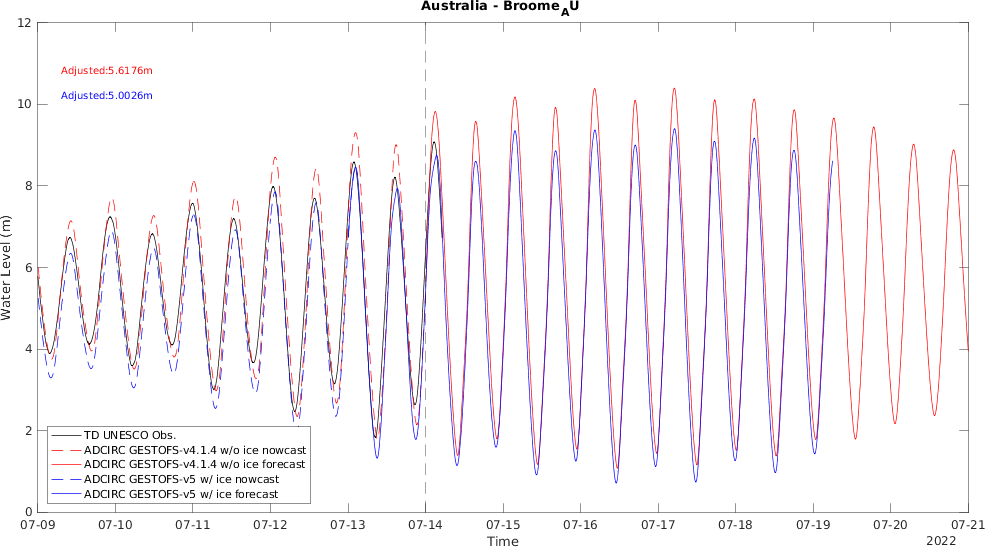 Australia - Broome_AU
12
Adjusted:5.6176m
Adjusted:5.0026m
10
8
6
4
2
0
Water Level (m)
TD UNESCO Obs.
ADCIRC GESTOFS-v4.1.4 w/o ice nowcast
ADCIRC GESTOFS-v4.1.4 w/o ice forecast
ADCIRC GESTOFS-v5 w/ ice nowcast
ADCIRC GESTOFS-v5 w/ ice forecast
07-09 07-10 07-11 07-12 07-13 07-14 07-15 07-16 07-17 07-18 07-19 07-20 07-21
Time
2022